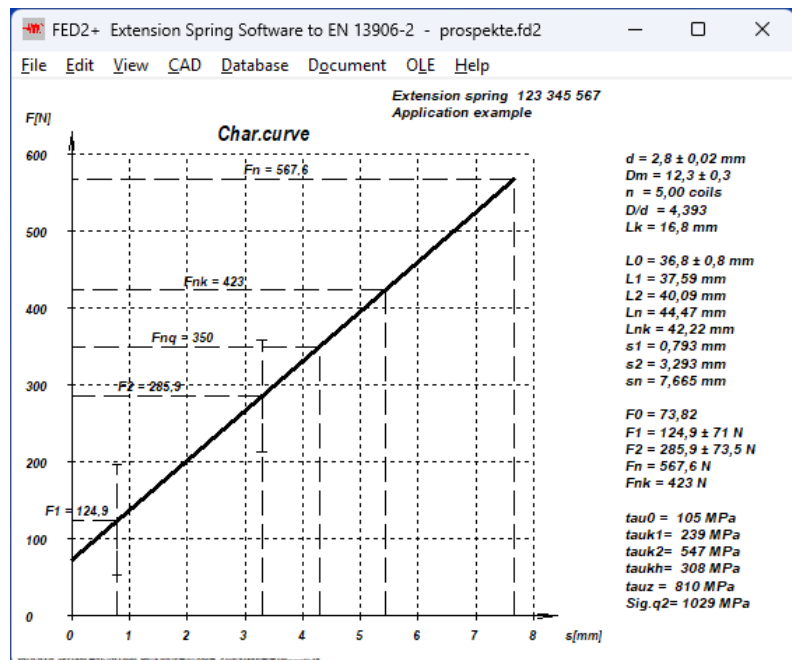 FED2+ Extension Spring Software to EN 13906-2 - prospekte.fd2
File Edit View CAD Database Document OLE Help
Extension spring 123 345 567
Application example
F[N]
Char.curve
600
Fn = 567,6
500
Fnk = 423
400
Fnq = 350
300
F2 = 285,9
200
F1 = 124,9
100
0
0 1 2 3 4 5 6 7 8 s[mm]
d = 2,8 ± 0,02 mm
Dm = 12,3 ± 0,3
n = 5,00 coils
D/d = 4,393
Lk = 16,8 mm
L0 = 36,8 ± 0,8 mm
L1 = 37,59 mm
L2 = 40,09 mm
Ln = 44,47 mm
Lnk = 42,22 mm
s1 = 0,793 mm
s2 = 3,293 mm
sn = 7,665 mm
F0 = 73,82
F1 = 124,9 ± 71 N
F2 = 285,9 ± 73,5 N
Fn = 567,6 N
Fnk = 423 N
tau0 = 105 MPa
tauk1= 239 MPa
tauk2= 547 MPa
taukh= 308 MPa
tauz = 810 MPa
Sig.q2= 1029 MPa